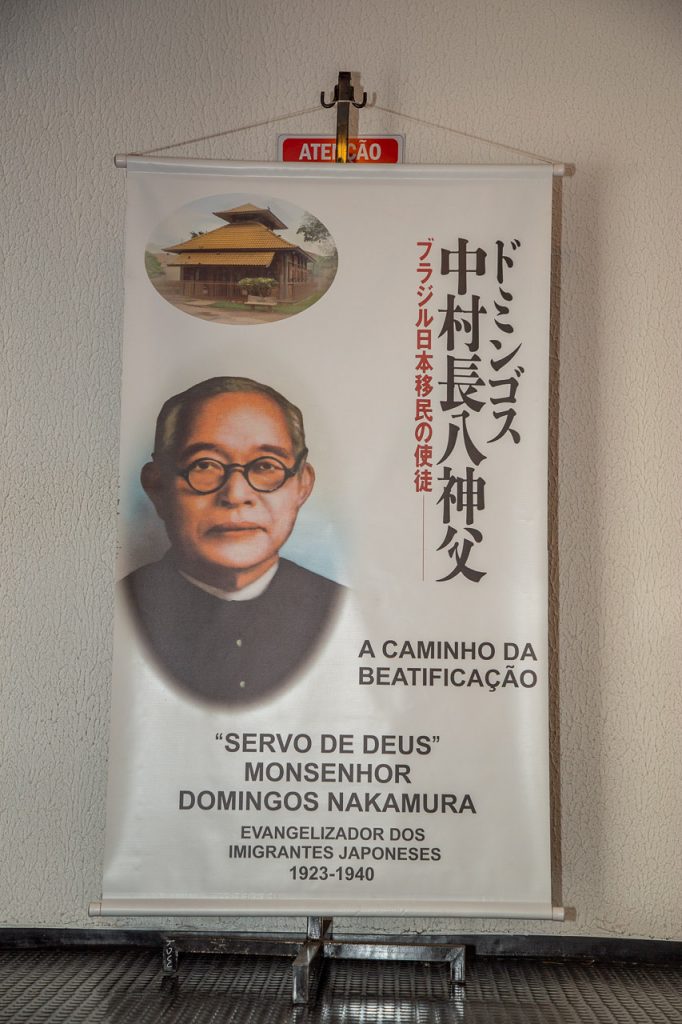 ATENÇÃO
ドミンゴス
中村長八神父
ブラジル日本移民の使徒
A CAMINHO DA
BEATIFICAÇÃO
“SERVO DE DEUS”
MONSENHOR
DOMINGOS NAKAMURA
EVANGELIZADOR DOS
IMIGRANTES JAPONESES
1923-1940